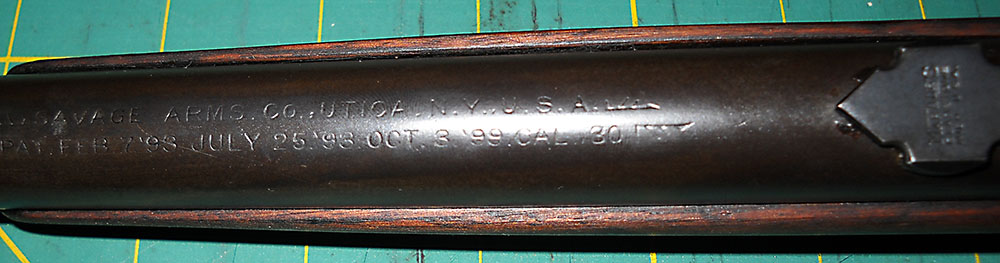 SAVAGE ARMS. CO., UTICA, N.Y., U.S.A.
PAT. FEB. 7.'93. JULY 25.'93. OCT. 3.'99. CAL. .30